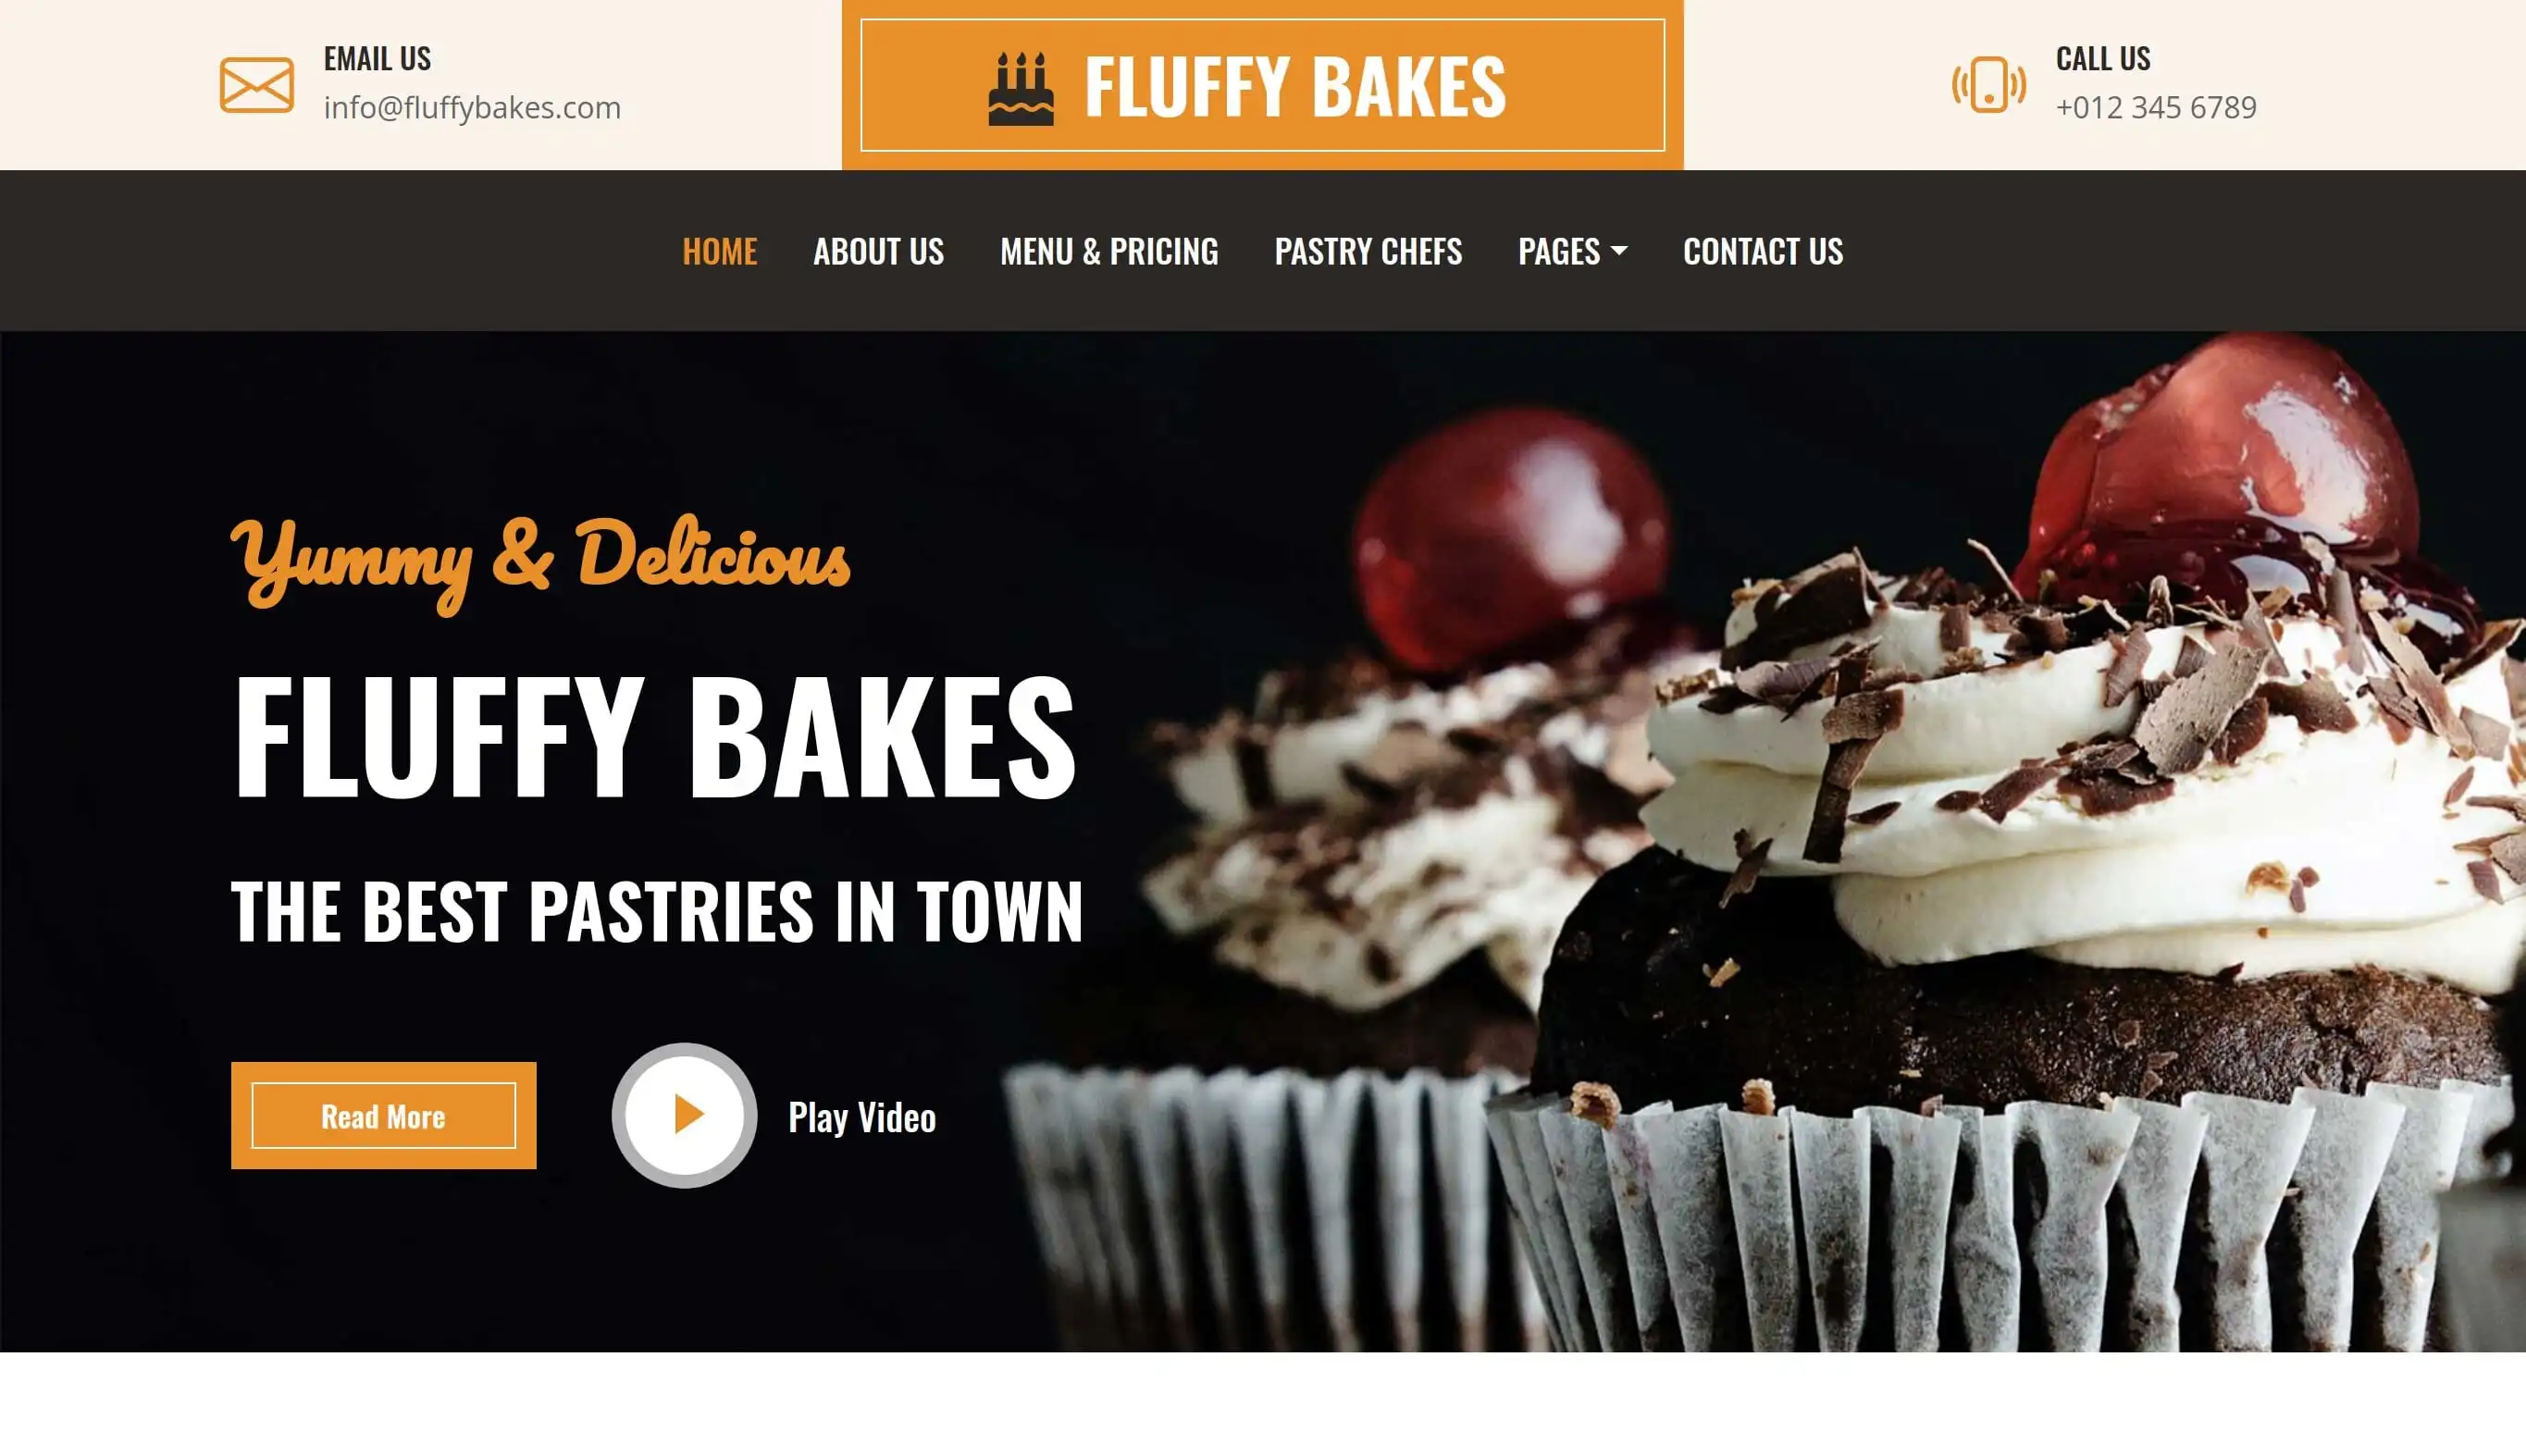 EMAIL US
info@fluffybakes.com
FLUFFY BAKES
CALL US
+012 345 6789
HOME ABOUT US MENU & PRICING PASTRY CHEFS PAGES CONTACT US
Yummy & Delicious
FLUFFY BAKES
THE BEST PASTRIES IN TOWN
Read More Play Video